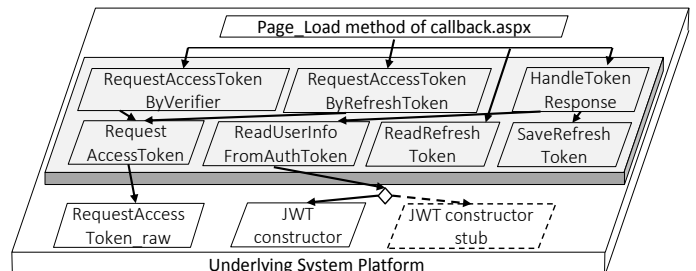 Page_Load method of callback.aspx
RequestAccessToken
ByVerifier
RequestAccessToken
ByRefreshToken
HandleToken
Response
Request
AccessToken
ReadUserInfo
FromAuthToken
ReadRefresh
Token
SaveRefresh
Token
RequestAccess
Token_raw
JWT
constructor
JWT constructor
stub
Underlying System Platform